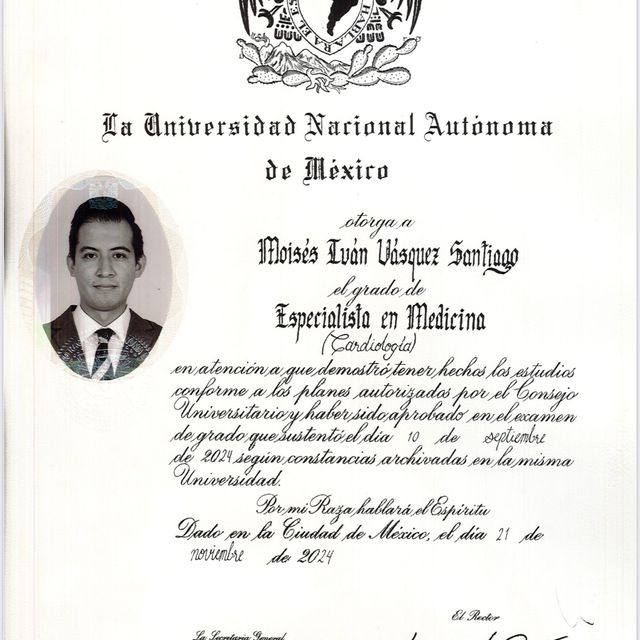 HABLARA EL ES
La Universidad Nacional Autónoma
de México
otorga a
Moisés Iván Vásquez Santiago
el grado de
Especialista en Medicina
(Cardiología)
en atención a que demostró tener hechos los estudios
conforme a los planes autorizados por el Consejo
Universitario y haber sido aprobado en el examen
de grado que sustentó el día 10 de septiembre
de 2024 según constancias archivadas en la misma
Universidad.
Por mi Raza hablará el Espíritu
Dado en la Ciudad de México, el día 21 de
noviembre de 2024
El Rector
La Secretaria General